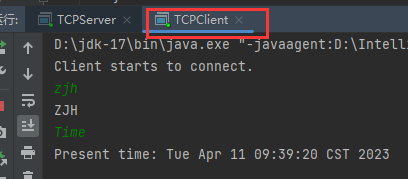 运行: TCPServer × TCPClient ×
D:\jdk-17\bin\java.exe "-javaagent:D:\Intelli
Client starts to connect.
zjh
ZJH
Time
Present time: Tue Apr 11 09:39:20 CST 2023